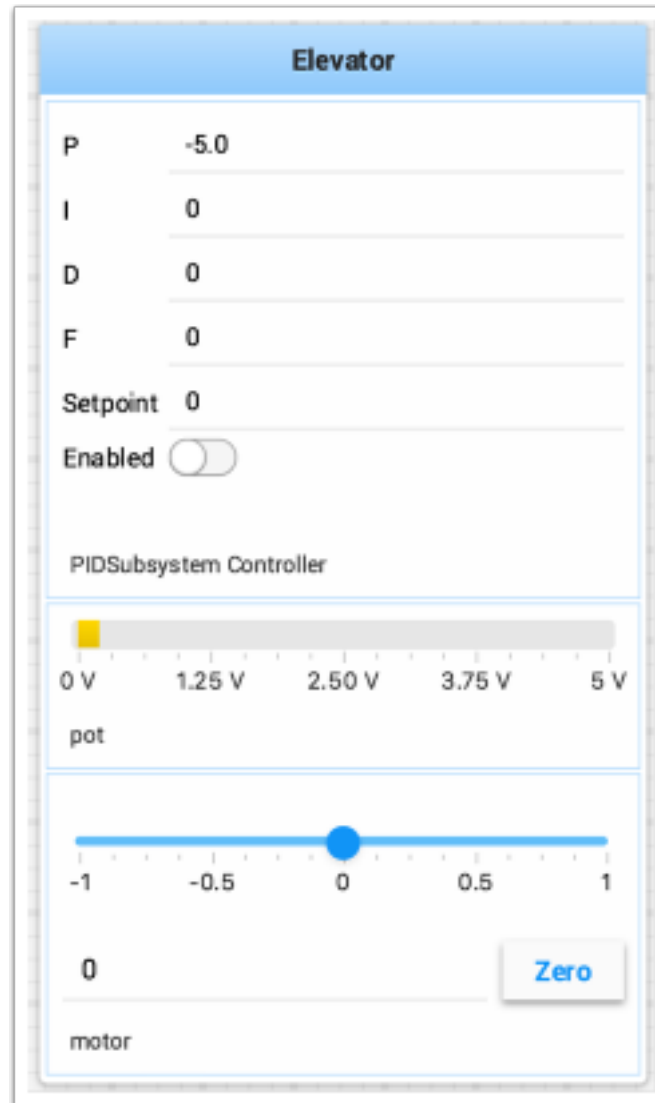 Elevator
P -5.0
I 0
D 0
F 0
Setpoint 0
Enabled
PIDSubsystem Controller
0 V 1.25 V 2.50 V 3.75 V 5 V
pot
-1 -0.5 0 0.5 1
0 Zero
motor